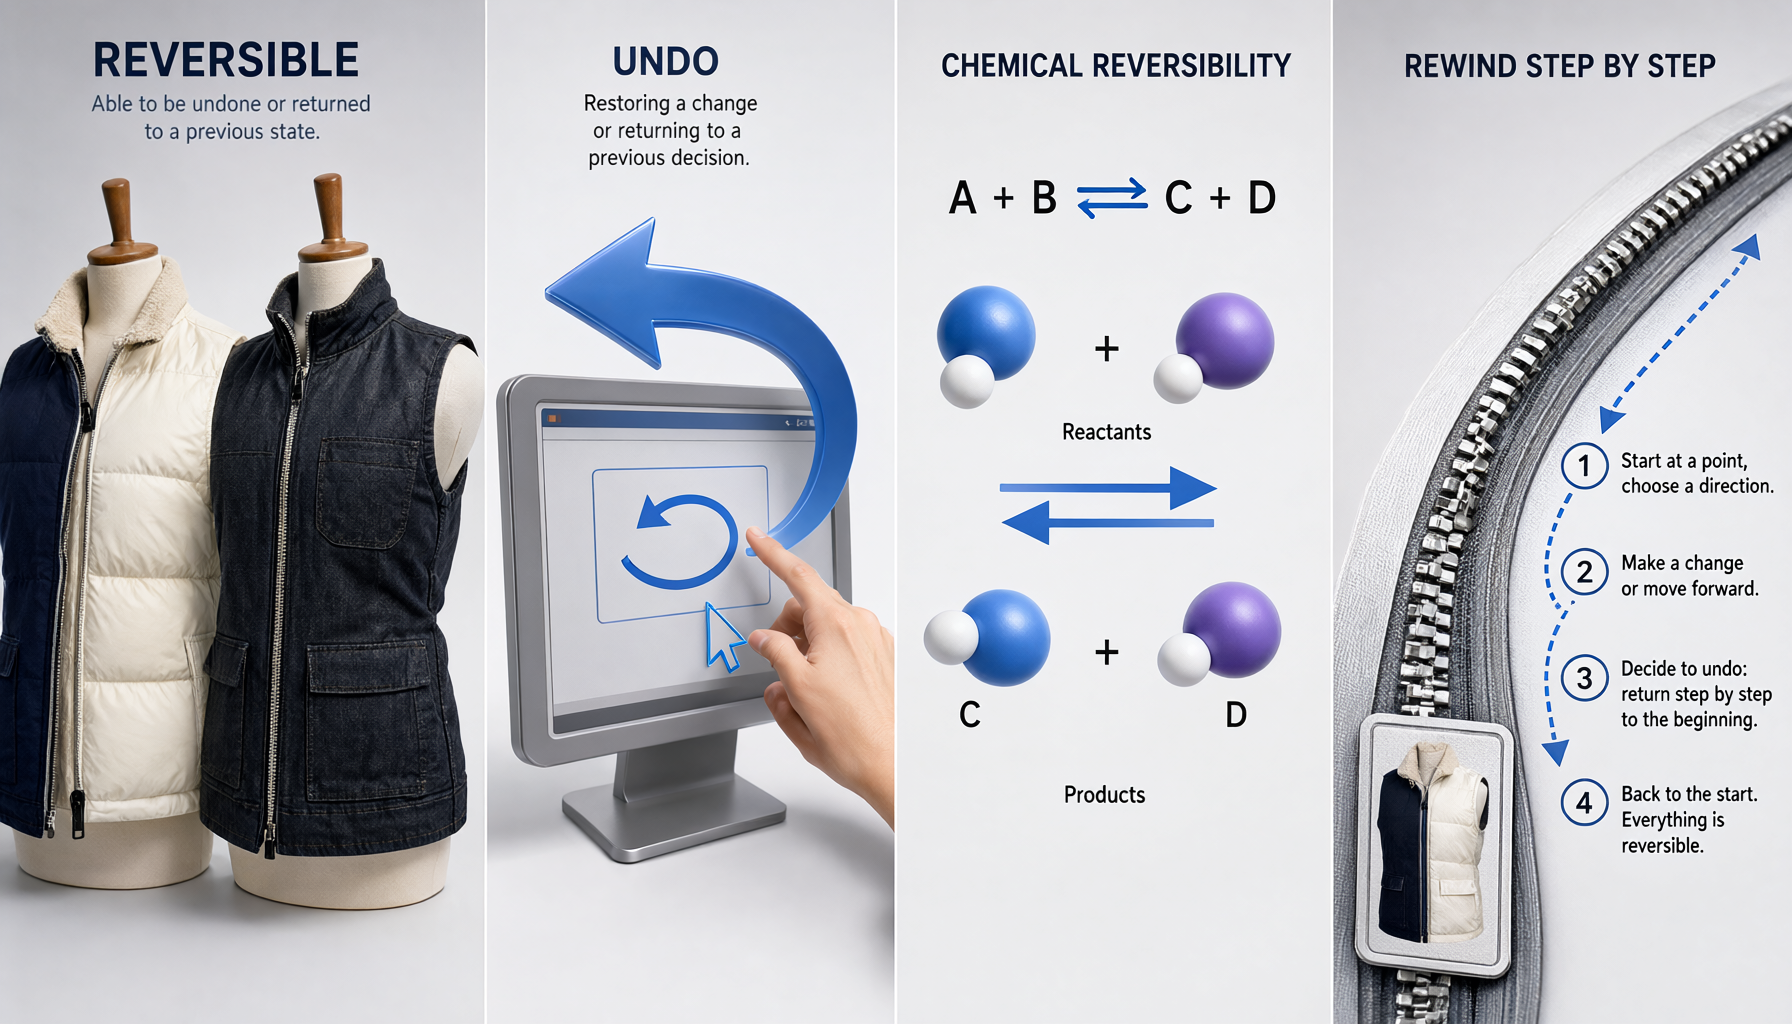 REVERSIBLE
Able to be undone or returned
to a previous state.
UNDO
Restoring a change
or returning to a
previous decision.
CHEMICAL REVERSIBILITY
A + B ⇌ C + D
+
Reactants
+
C
D
Products
REWIND STEP BY STEP
1
Start at a point,
choose a direction.
2
Make a change
or move forward.
3
Decide to undo:
return step by step
to the beginning.
4
Back to the start.
Everything is
reversible.